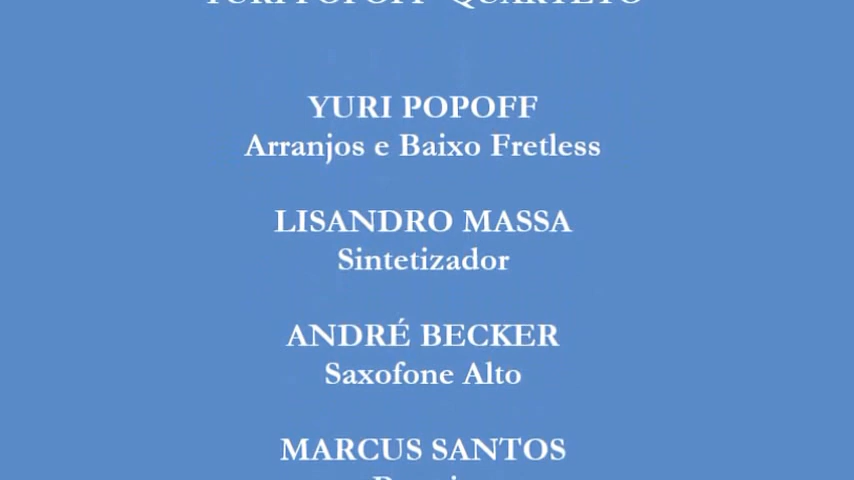 YURI POPOFF QUARTETO
YURI POPOFF
Arranjos e Baixo Fretless
LISANDRO MASSA
Sintetizador
ANDRÉ BECKER
Saxofone Alto
MARCUS SANTOS